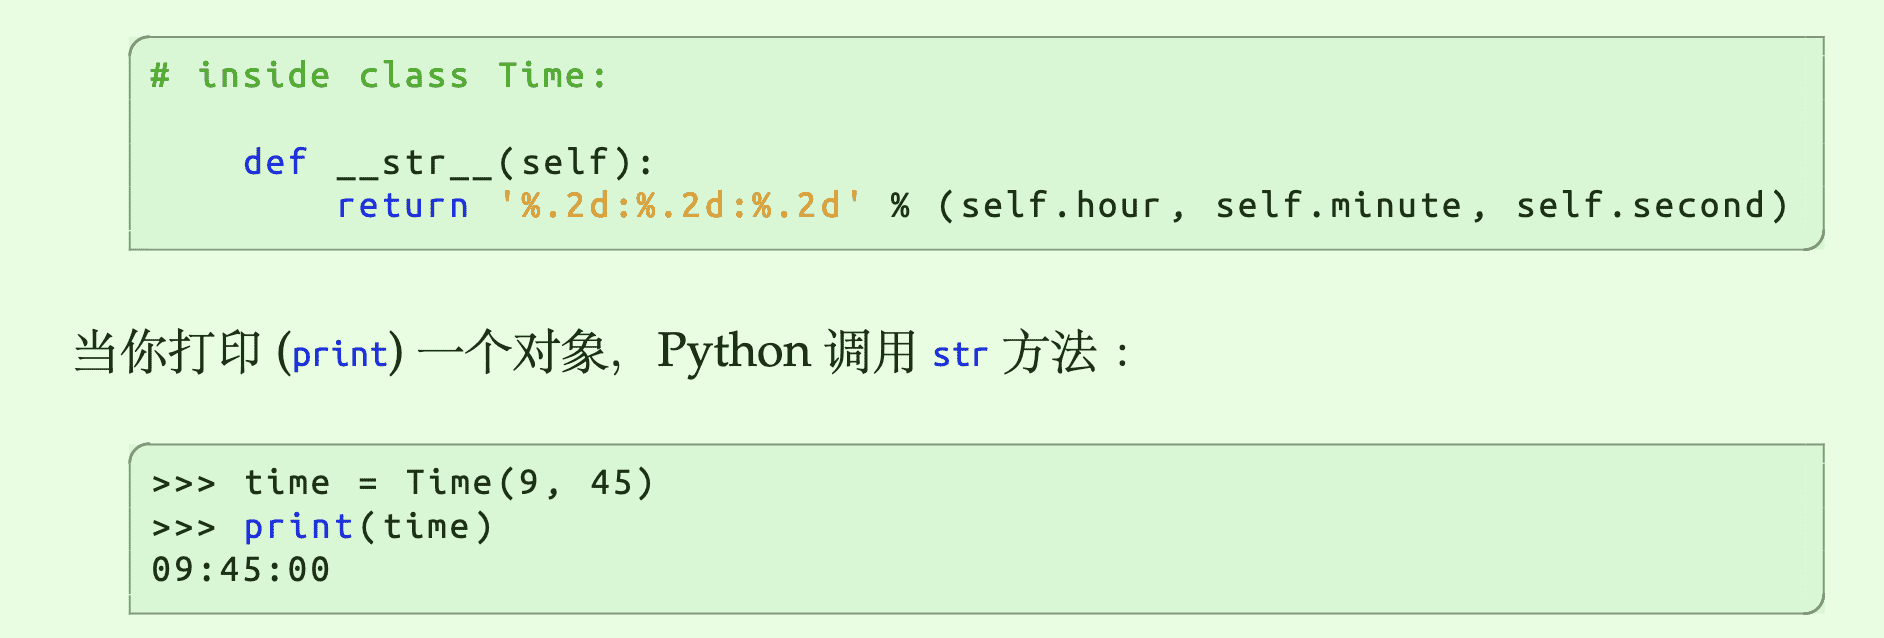 # inside class Time:
    def __str__(self):
        return '%.2d:%.2d:%.2d' % (self.hour, self.minute, self.second)
当你打印 (print) 一个对象，Python 调用 str 方法：
>>> time = Time(9, 45)
>>> print(time)
09:45:00